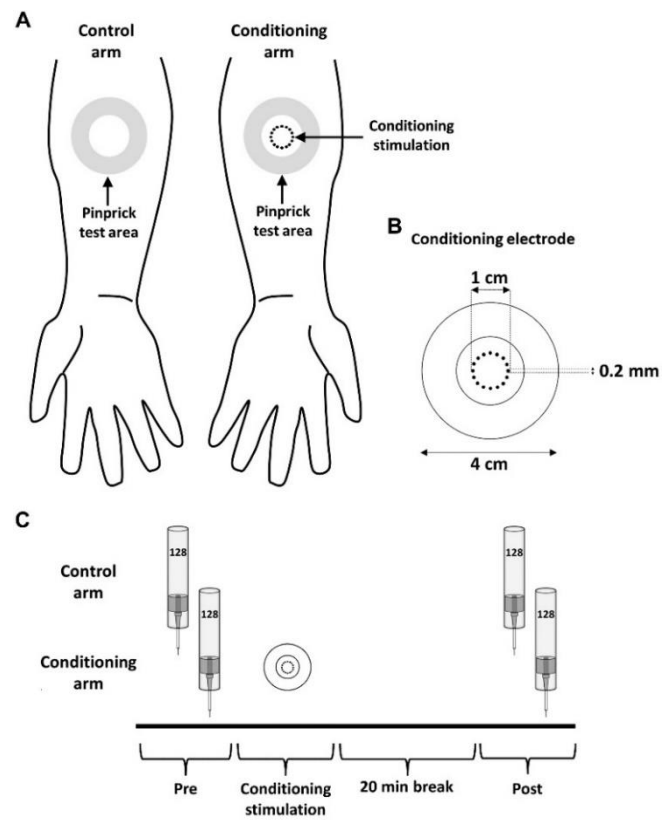 A
Control
arm
Conditioning
arm
Conditioning
stimulation
Pinprick
test area
Pinprick
test area
B
Conditioning electrode
1 cm
0.2 mm
4 cm
C
Control
arm
128
128
128
128
Conditioning
arm
Pre
Conditioning
stimulation
20 min break
Post